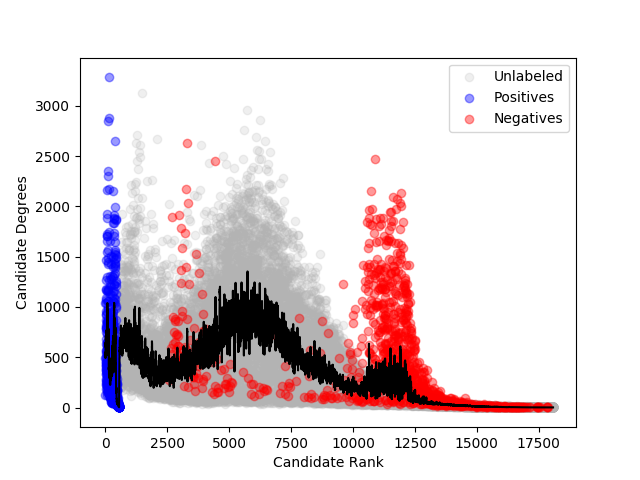 Unlabeled
Positives
Negatives
3000
2500
2000
1500
1000
500
0
Candidate Degrees
0 2500 5000 7500 10000 12500 15000 17500
Candidate Rank